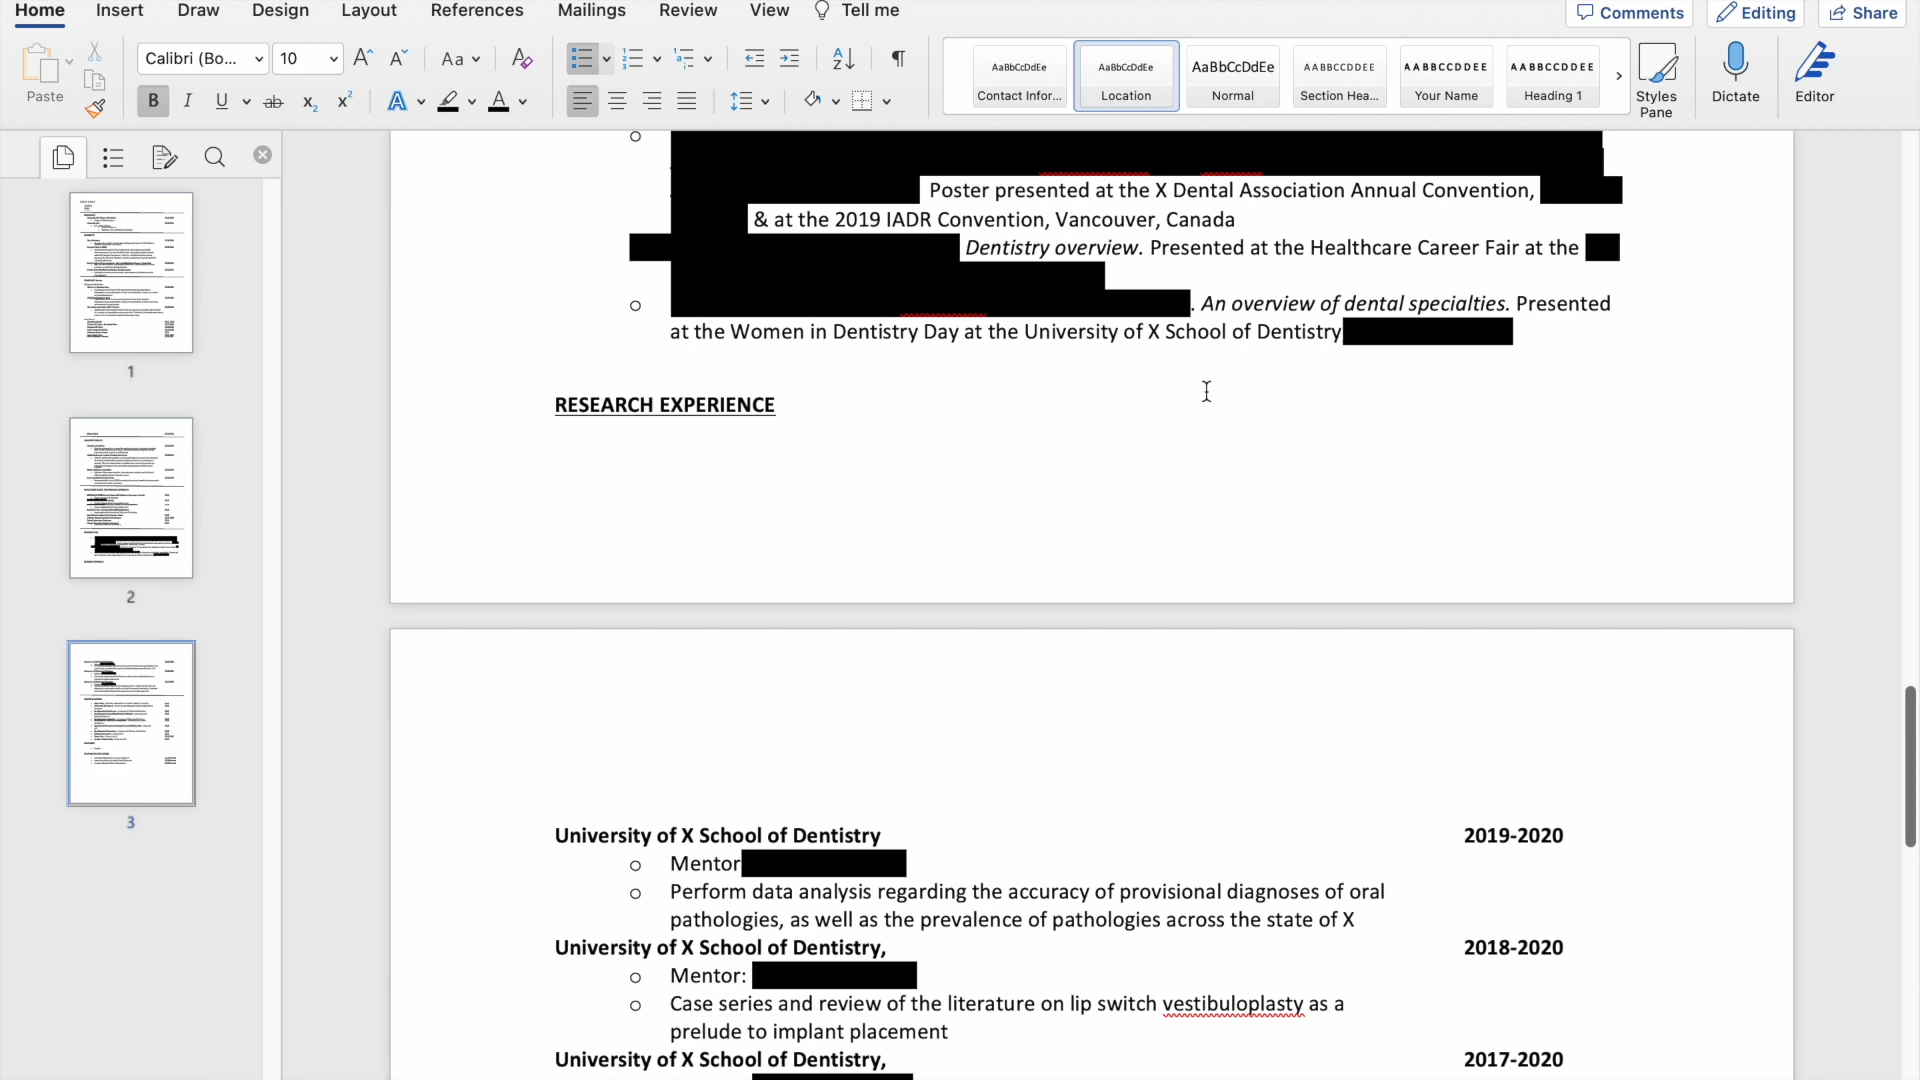 Home Insert Draw Design Layout References Mailings Review View Tell me Comments Editing Share
Paste
Calibri (Bo... 10 Aa
AaBbCcDdEe AaBbCcDdEe AaBbCcDdEe AABBCCDDEE AABBCCDDEE AABBCCDDEE
Contact Infor... Location Normal Section Hea... Your Name Heading 1
Styles Pane
Dictate
Editor
B I U ab x₂ x² A A
Poster presented at the X Dental Association Annual Convention,
& at the 2019 IADR Convention, Vancouver, Canada
Dentistry overview. Presented at the Healthcare Career Fair at the
. An overview of dental specialties. Presented
at the Women in Dentistry Day at the University of X School of Dentistry
RESEARCH EXPERIENCE
University of X School of Dentistry 2019-2020
Mentor
Perform data analysis regarding the accuracy of provisional diagnoses of oral
pathologies, as well as the prevalence of pathologies across the state of X
University of X School of Dentistry, 2018-2020
Mentor:
Case series and review of the literature on lip switch vestibuloplasty as a
prelude to implant placement
University of X School of Dentistry, 2017-2020
1
2
3